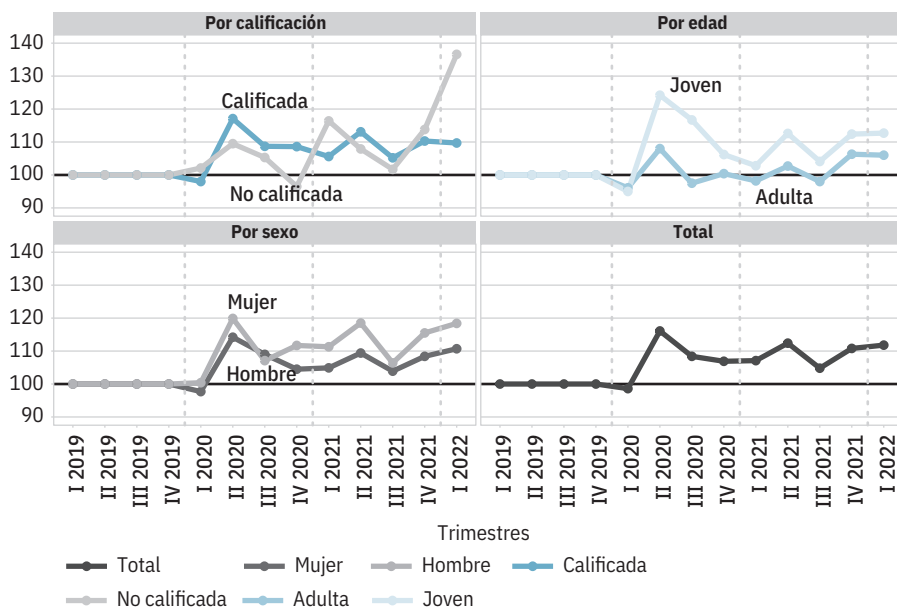 Por calificación
Por edad
140
130
120
110
100
90
Calificada
No calificada
Joven
Adulta
Por sexo
Total
140
130
120
110
100
90
Mujer
Hombre
I 2019
II 2019
III 2019
IV 2019
I 2020
II 2020
III 2020
IV 2020
I 2021
II 2021
III 2021
IV 2021
I 2022
I 2019
II 2019
III 2019
IV 2019
I 2020
II 2020
III 2020
IV 2020
I 2021
II 2021
III 2021
IV 2021
I 2022
Trimestres
Total
Mujer
Hombre
Calificada
No calificada
Adulta
Joven